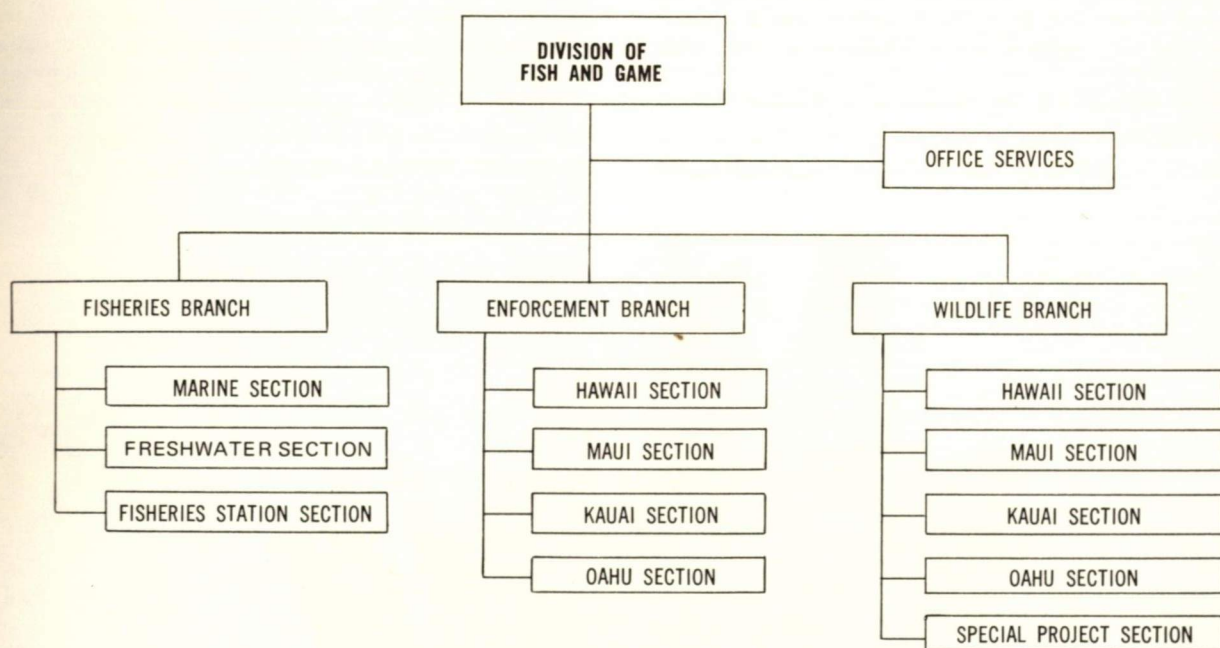 DIVISION OF
FISH AND GAME
OFFICE SERVICES
FISHERIES BRANCH
MARINE SECTION
FRESHWATER SECTION
FISHERIES STATION SECTION
ENFORCEMENT BRANCH
HAWAII SECTION
MAUI SECTION
KAUAI SECTION
OAHU SECTION
WILDLIFE BRANCH
HAWAII SECTION
MAUI SECTION
KAUAI SECTION
OAHU SECTION
SPECIAL PROJECT SECTION